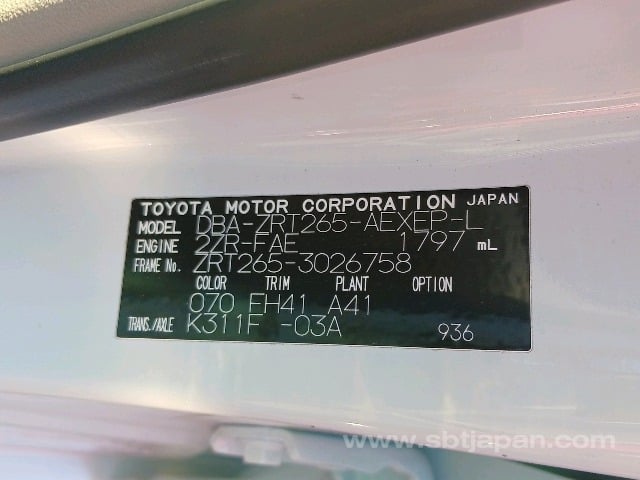 TOYOTA MOTOR CORPORATION JAPAN
MODEL DBA-ZRT265-AEXEP-L
ENGINE 2ZR-FAE 1797 mL
FRAME No. ZRT265-3026758
COLOR TRIM PLANT OPTION
070 FH41 A41
TRANS./AXLE K311F -03A 936
www.sbtjapan.com